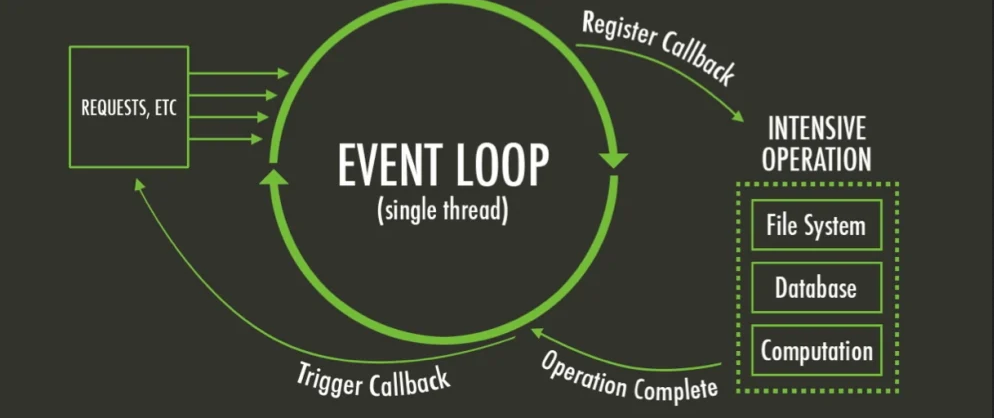 REQUESTS, ETC
EVENT LOOP
(single thread)
Register Callback
INTENSIVE
OPERATION
File System
Database
Computation
Operation Complete
Trigger Callback